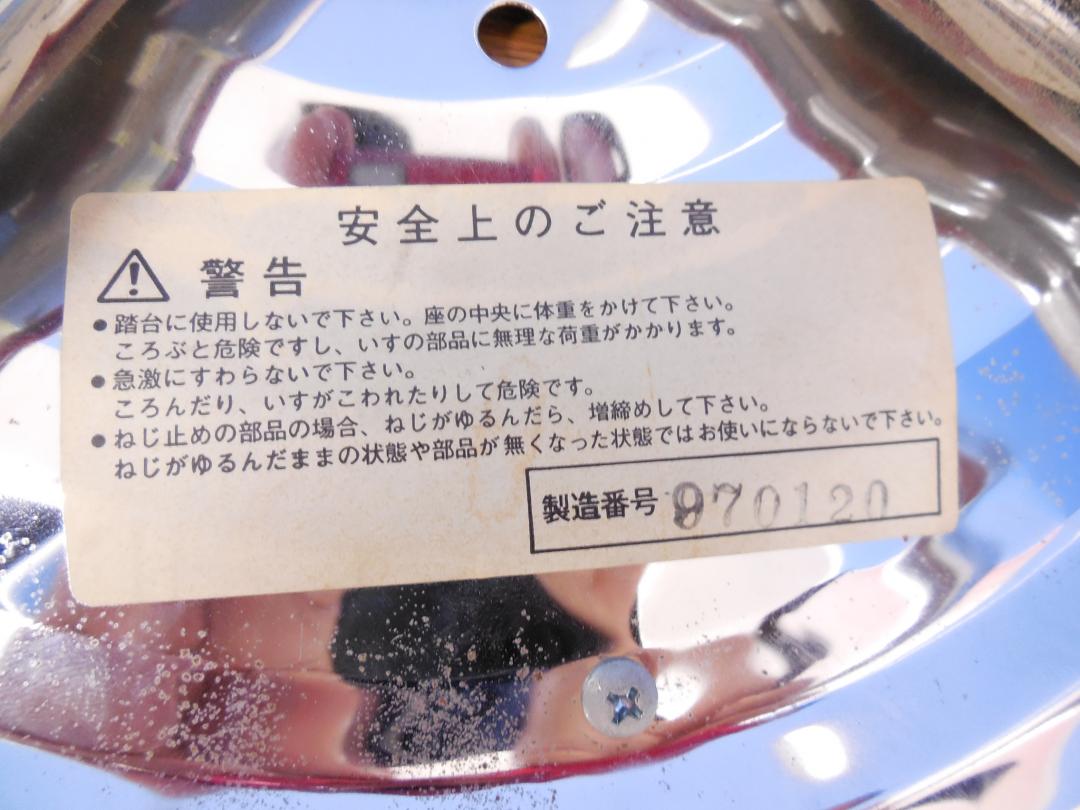 安全上のご注意
警告
●踏台に使用しないで下さい。座の中央に体重をかけて下さい。
ころぶと危険ですし、いすの部品に無理な荷重がかかります。
●急激にすわらないで下さい。
ころんだり、いすがこわれたりして危険です。
●ねじ止めの部品の場合、ねじがゆるんだら、増締めして下さい。
ねじがゆるんだままの状態や部品が無くなった状態ではお使いにならないで下さい。
製造番号 970120